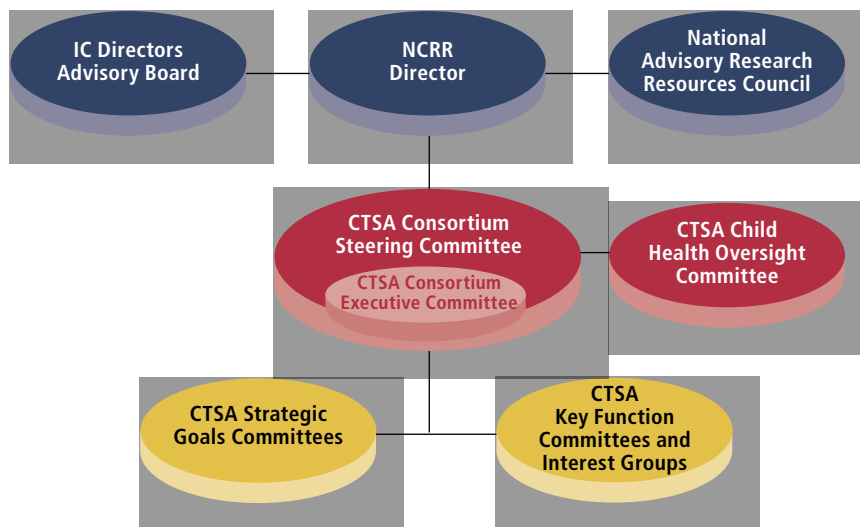 IC Directors
Advisory Board
NCRR
Director
National
Advisory Research
Resources Council
CTSA Consortium
Steering Committee
CTSA Consortium
Executive Committee
CTSA Child
Health Oversight
Committee
CTSA Strategic
Goals Committees
CTSA
Key Function
Committees and
Interest Groups